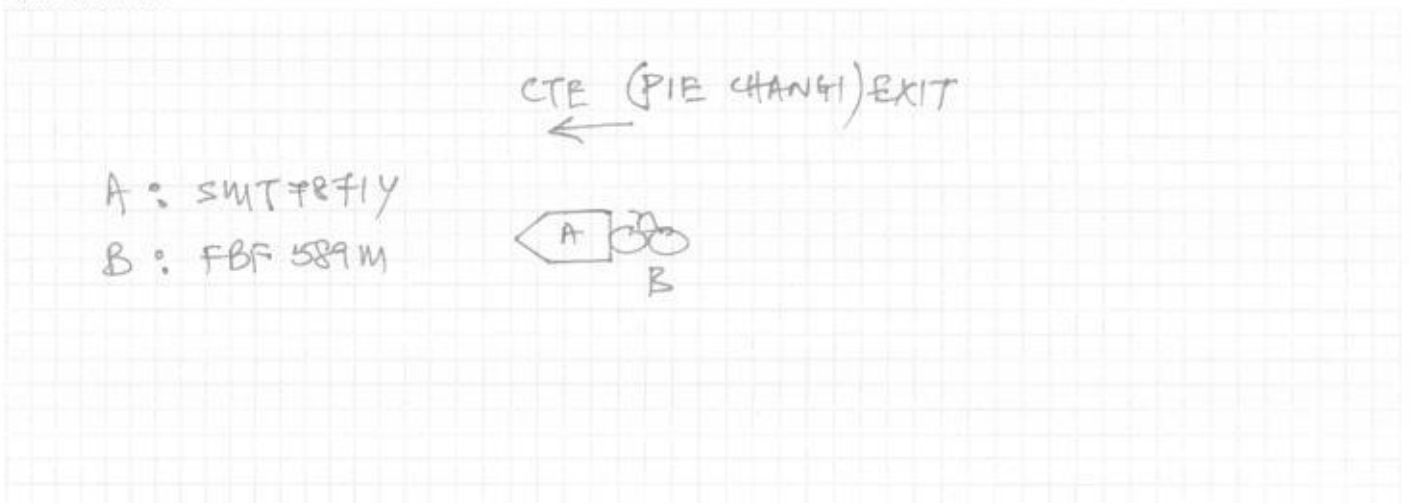 CTE (PIE CHANGI) EXIT
A : SMT7871Y
B : FBF 589M
A
B